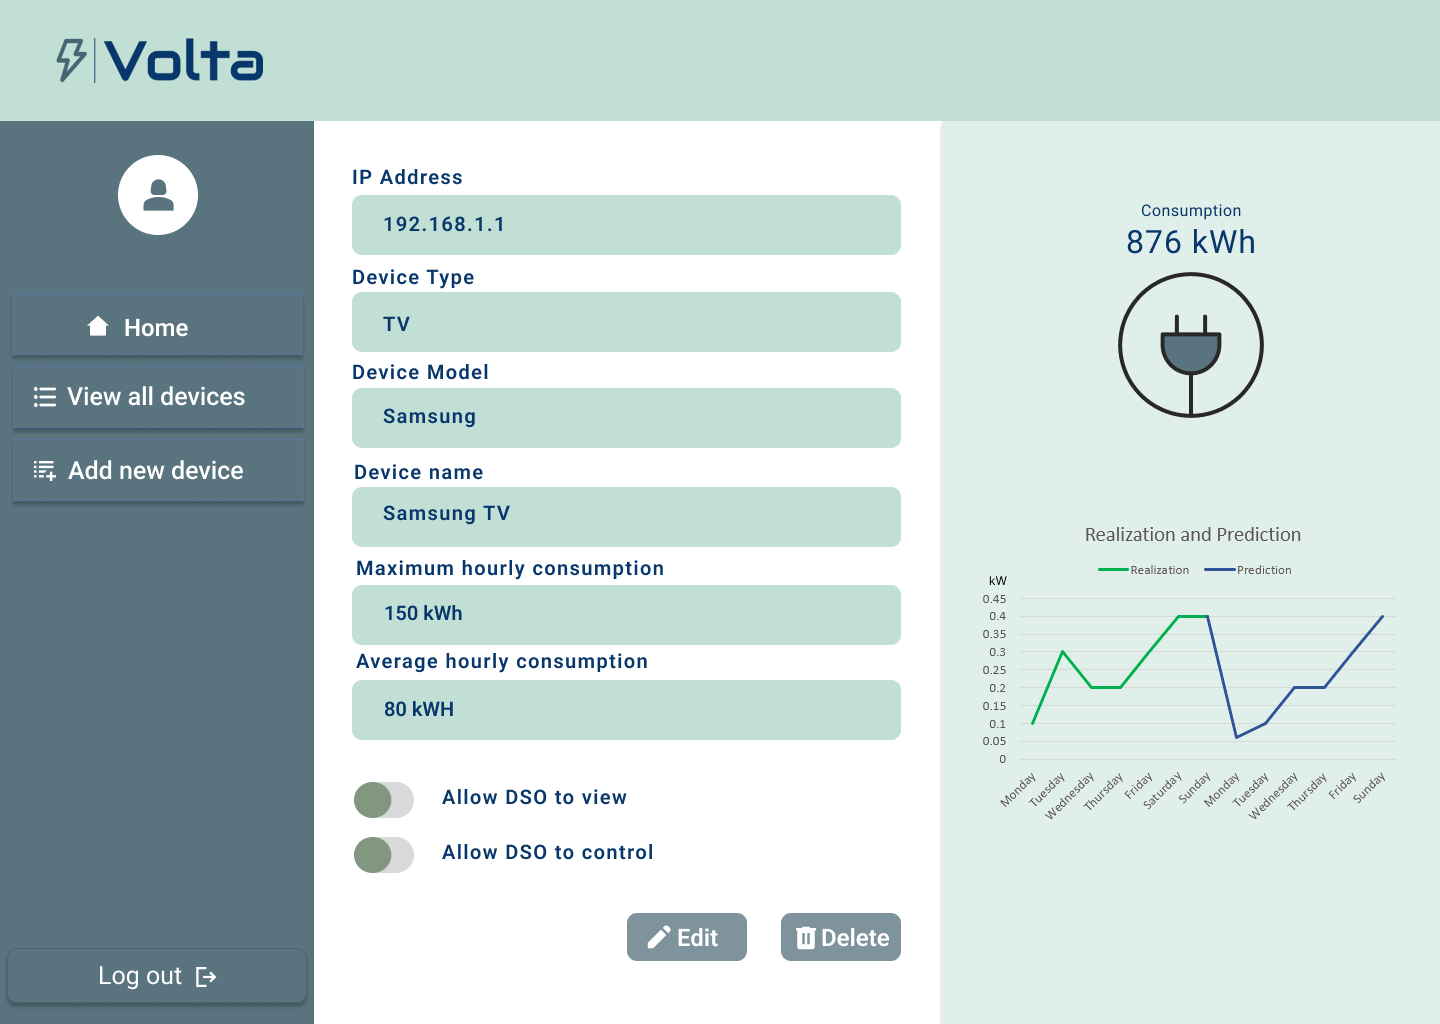 Volta
Home
View all devices
Add new device
Log out
IP Address
192.168.1.1
Device Type
TV
Device Model
Samsung
Device name
Samsung TV
Maximum hourly consumption
150 kWh
Average hourly consumption
80 kWH
Allow DSO to view
Allow DSO to control
Edit Delete
Consumption
876 kWh
Realization and Prediction
Realization Prediction
kW
0.45
0.4
0.35
0.3
0.25
0.2
0.15
0.1
0.05
0
Monday Tuesday Wednesday Thursday Friday Saturday Sunday Monday Tuesday Wednesday Thursday Friday Sunday